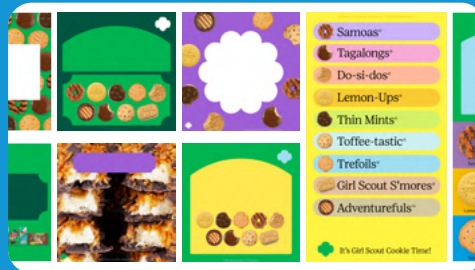 Samoas®
Tagalongs®
Do-si-dos®
Lemon-Ups®
Thin Mints®
Toffee-tastic®
Trefoils®
Girl Scout S'mores®
Adventurefuls®
It's Girl Scout Cookie Time!